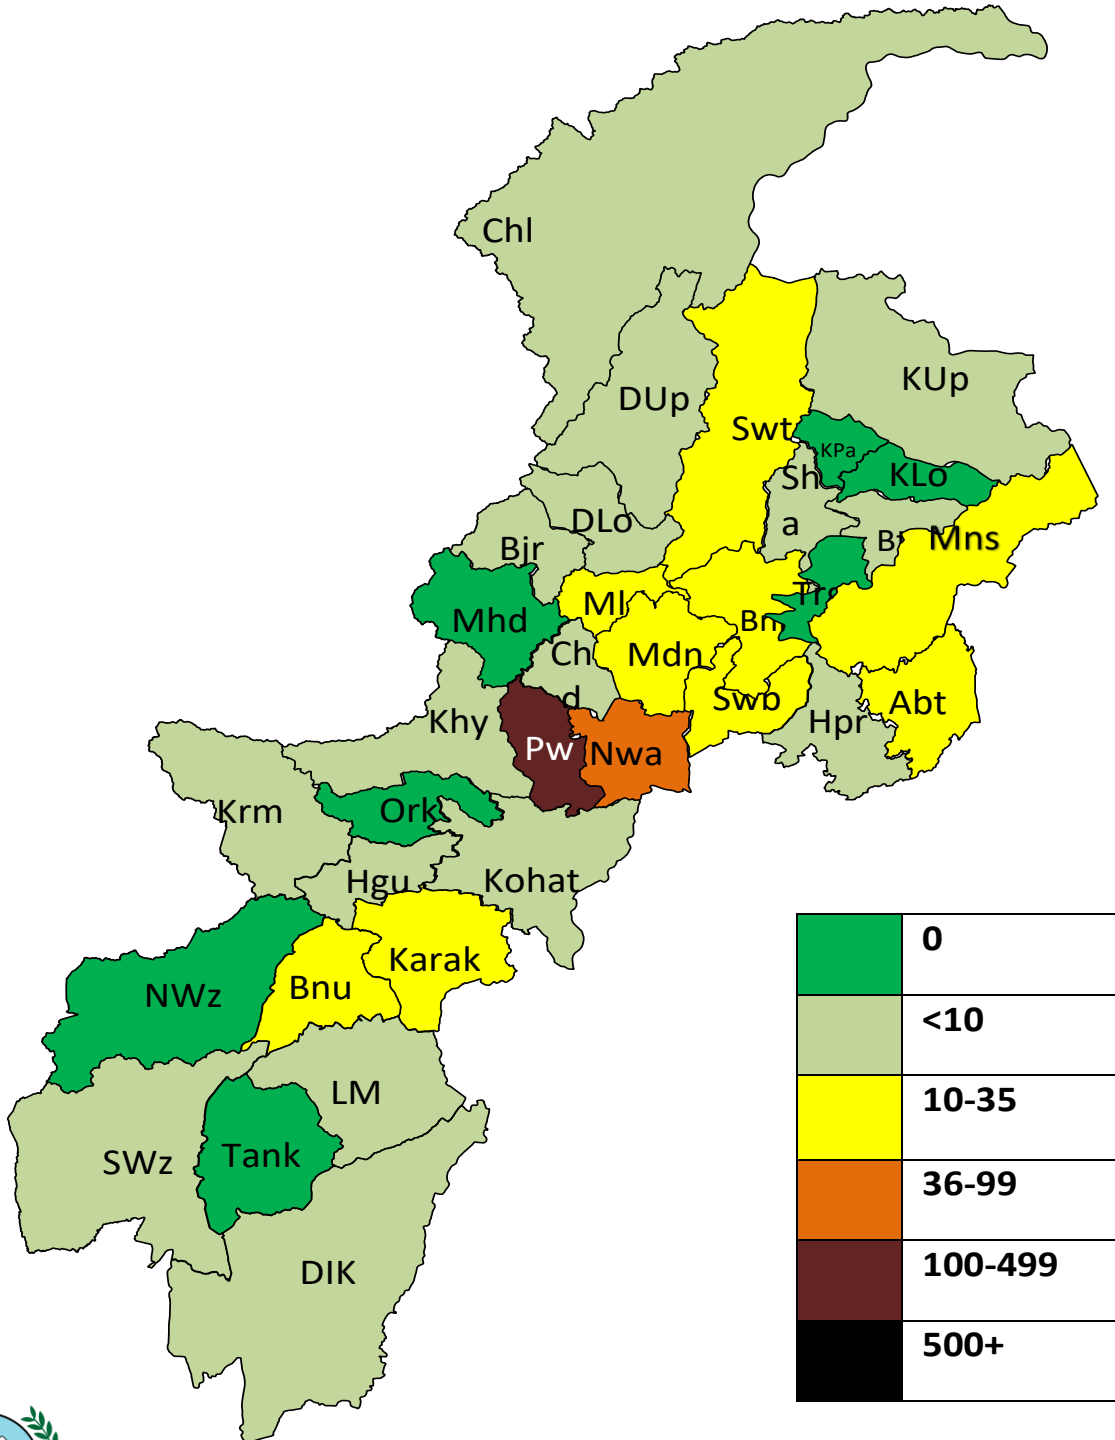 Chl
DUp
KUp
Swt
KPa
KLo
Sh
a
DLo
Mns
Bjr
Ml
Mhd
Mdn
Ch
d
Khy
Swb
Abt
Hpr
Pw
Nwa
Krm
Ork
Hgu
Kohat
Karak
Bnu
NWz
LM
SWz
Tank
DIK
0
<10
10-35
36-99
100-499
500+